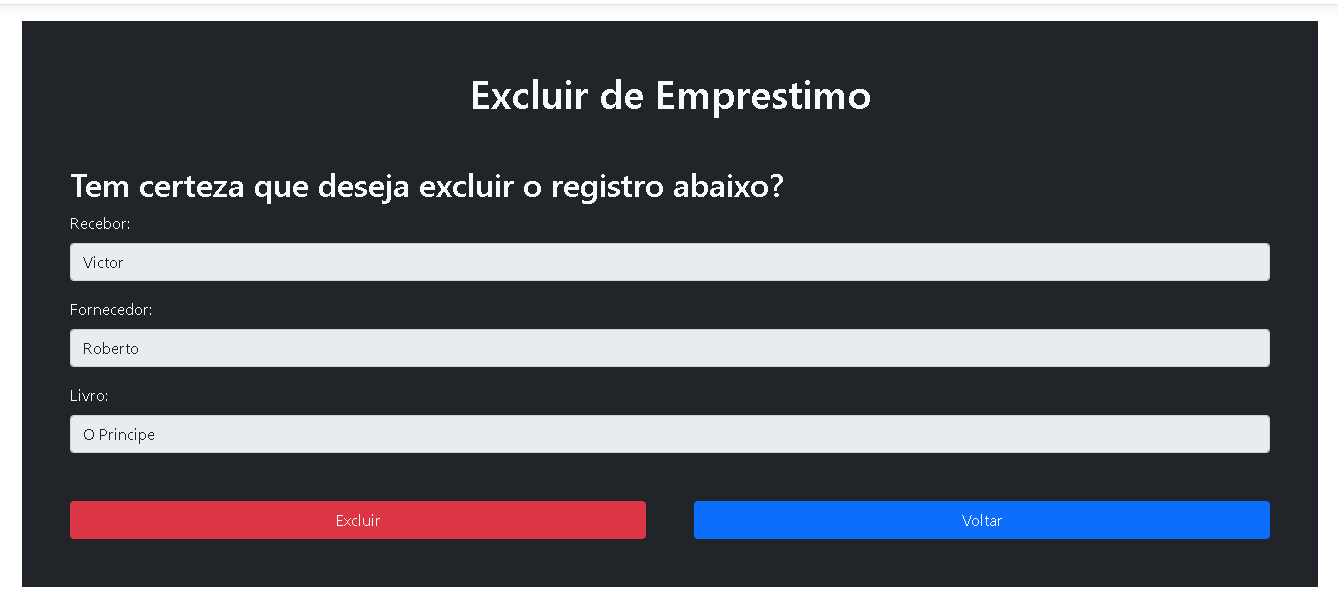 Excluir de Emprestimo
Tem certeza que deseja excluir o registro abaixo?
Recebor:
Victor
Fornecedor:
Roberto
Livro:
O Principe
Excluir
Voltar